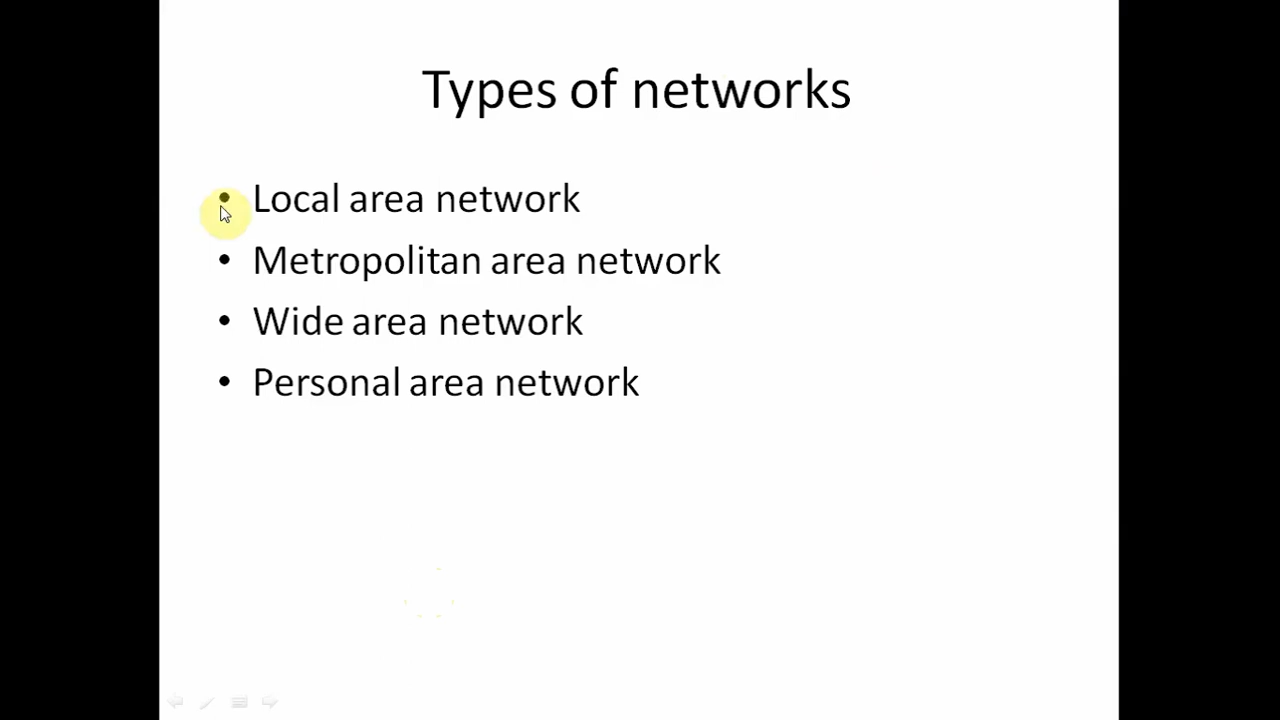 Types of networks
• Local area network
• Metropolitan area network
• Wide area network
• Personal area network